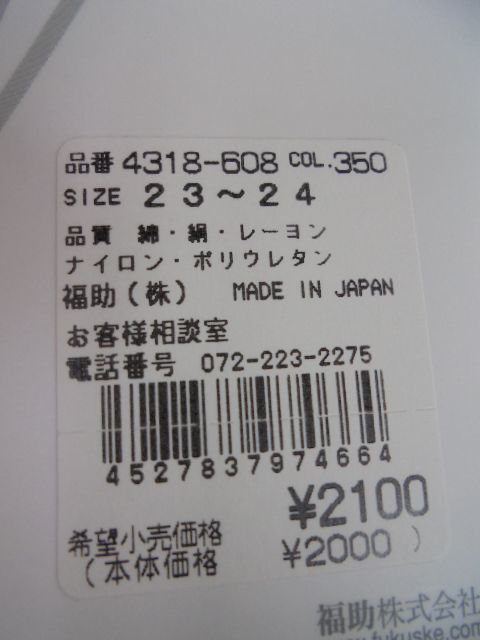 品番 4318-608 COL.350
SIZE 23～24
品質 綿・絹・レーヨン
ナイロン・ポリウレタン
福助（株） MADE IN JAPAN
お客様相談室
電話番号 072-223-2275
4527837974664
¥2100
希望小売価格
（本体価格 ¥2000 ）
福助株式会社